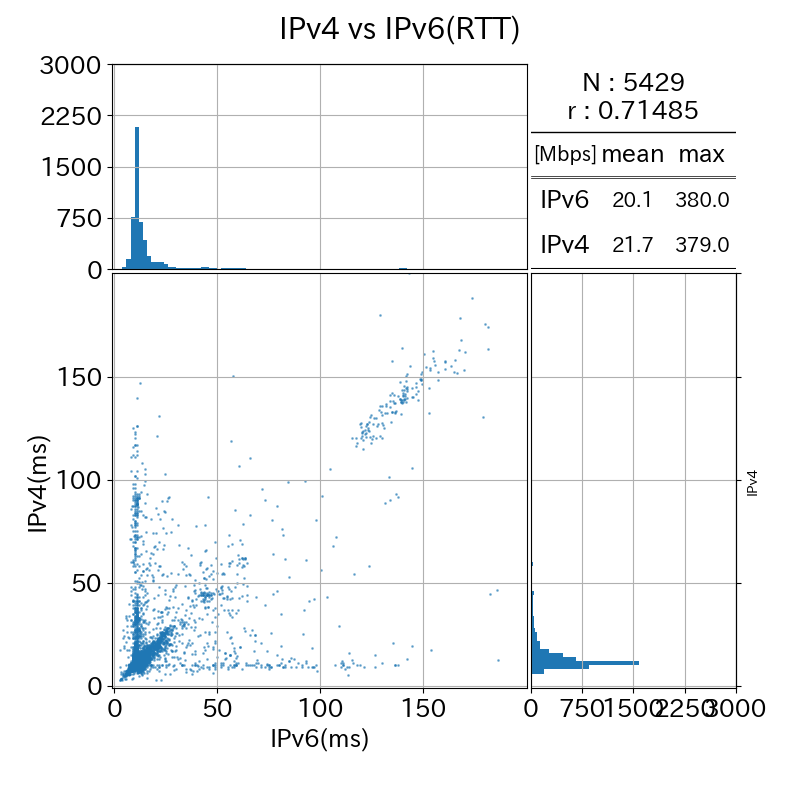 IPv4 vs IPv6(RTT)
3000
2250
1500
750
0
N : 5429
r : 0.71485
[Mbps] mean max
IPv6 20.1 380.0
IPv4 21.7 379.0
IPv4(ms)
150
100
50
0
0 50 100 150
IPv6(ms)
IPv4
0 750 1500 2250 3000